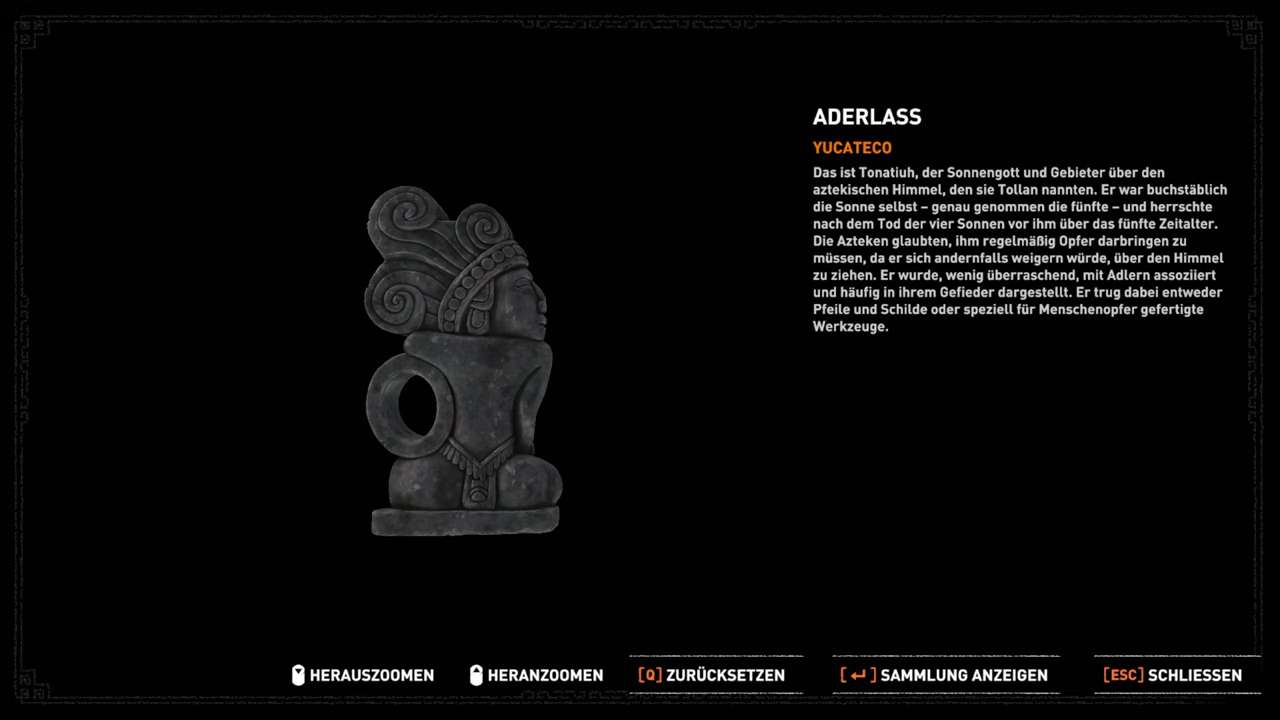 ADERLASS
YUCATECO
Das ist Tonatiuh, der Sonnengott und Gebieter über den
aztekischen Himmel, den sie Tollan nannten. Er war buchstäblich
die Sonne selbst – genau genommen die fünfte – und herrschte
nach dem Tod der vier Sonnen vor ihm über das fünfte Zeitalter.
Die Azteken glaubten, ihm regelmäßig Opfer darbringen zu
müssen, da er sich andernfalls weigern würde, über den Himmel
zu ziehen. Er wurde, wenig überraschend, mit Adlern assoziiert
und häufig in ihrem Gefieder dargestellt. Er trug dabei entweder
Pfeile und Schilde oder speziell für Menschenopfer gefertigte
Werkzeuge.
HERAUSZOOMEN HERANZOOMEN [Q] ZURÜCKSETZEN [↵] SAMMLUNG ANZEIGEN [ESC] SCHLIESSEN